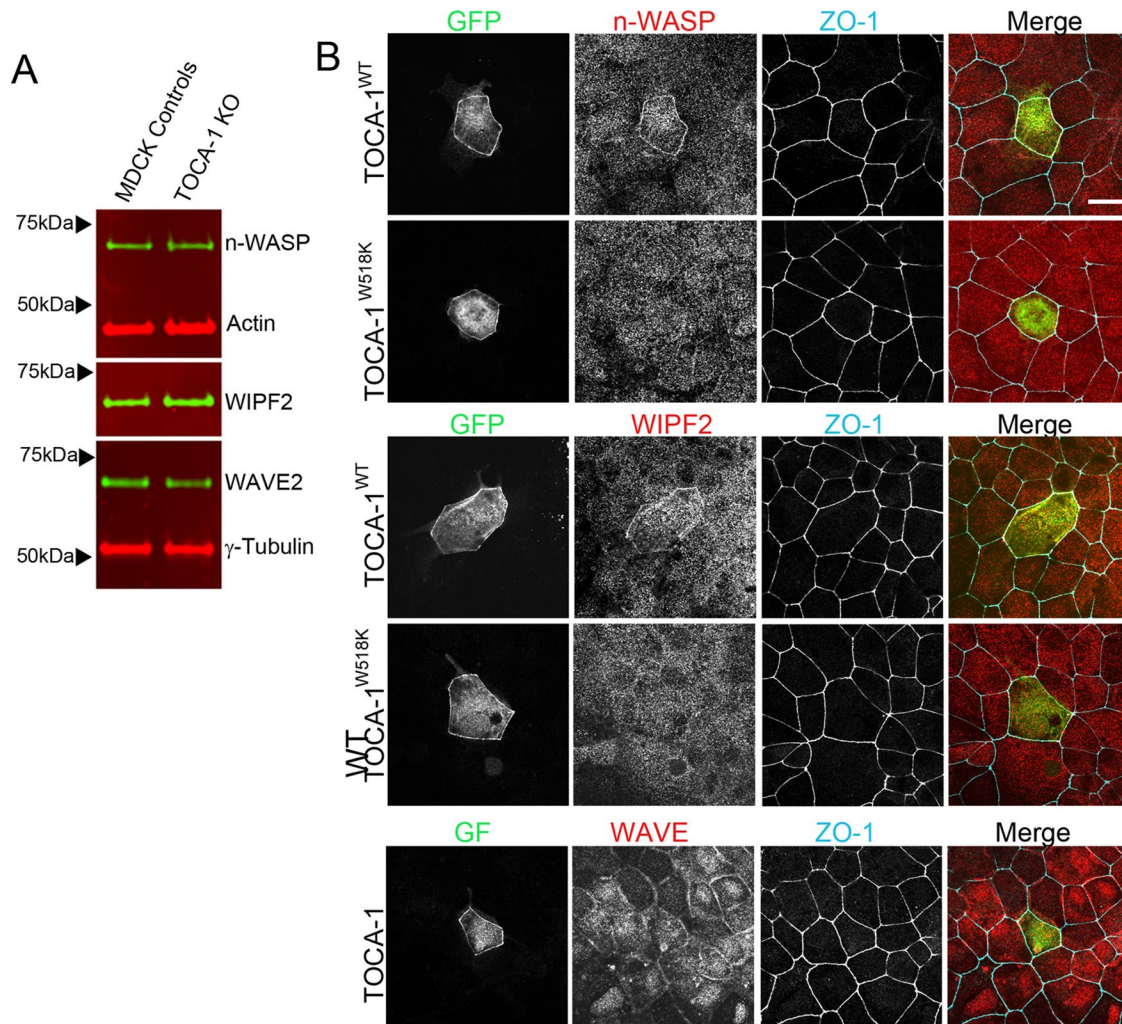 A
MDCK Controls
TOCA-1 KO
75kDa
n-WASP
50kDa
Actin
75kDa
WIPF2
75kDa
WAVE2
50kDa
γ-Tubulin
B
GFP n-WASP ZO-1 Merge
TOCA-1WT
TOCA-1W518K
GFP WIPF2 ZO-1 Merge
TOCA-1WT
TOCA-1W518K
WT
GF WAVE ZO-1 Merge
TOCA-1